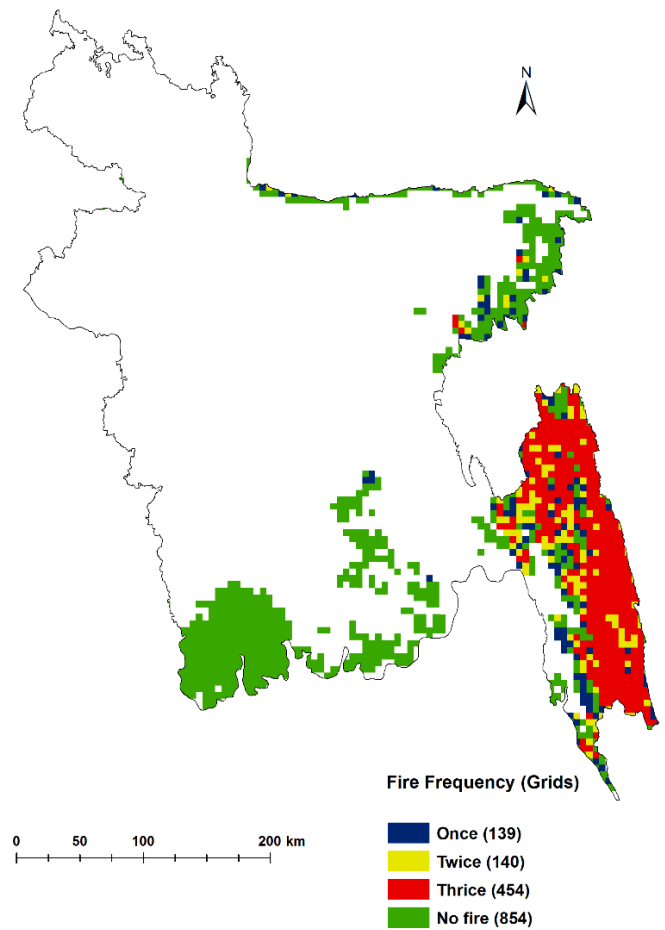 N
Fire Frequency (Grids)
0 50 100 200 km
Once (139)
Twice (140)
Thrice (454)
No fire (854)